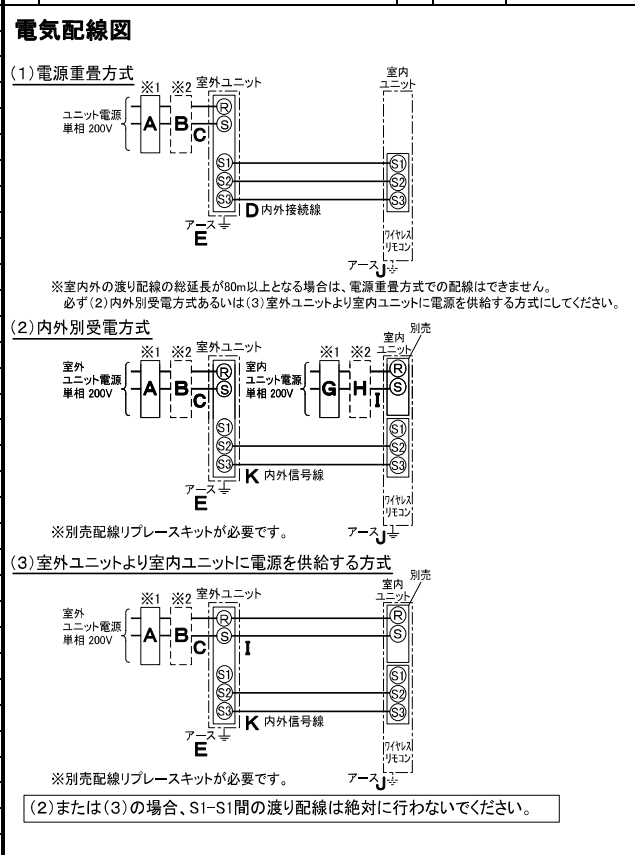 電気配線図
(1)電源重畳方式
※1 ※2 室外ユニット
室内
ユニット
ユニット電源
単相 200V
A B C
R
S
S1 S1
S2 S2
S3 S3
D 内外接続線
アース
E
ワイヤレス
リモコン
アース J
※室内外の渡り配線の総延長が80m以上となる場合は、電源重畳方式での配線はできません。
必ず(2)内外別受電方式あるいは(3)室外ユニットより室内ユニットに電源を供給する方式にしてください。
(2)内外別受電方式
※1 ※2 室外ユニット
※1 ※2
室内
ユニット
別売
室外
ユニット電源
単相 200V
A B C
R
S
室内
ユニット電源
単相 200V
G H I
R
S
S1 S1
S2 S2
S3 S3
K 内外信号線
アース
E
ワイヤレス
リモコン
アース J
※別売配線リプレースキットが必要です。
(3)室外ユニットより室内ユニットに電源を供給する方式
※1 ※2 室外ユニット
室内
ユニット
別売
室外
ユニット電源
単相 200V
A B C
R R
S I S
S1 S1
S2 S2
S3 S3
K 内外信号線
アース
E
ワイヤレス
リモコン
アース J
※別売配線リプレースキットが必要です。
(2)または(3)の場合、S1-S1間の渡り配線は絶対に行わないでください。